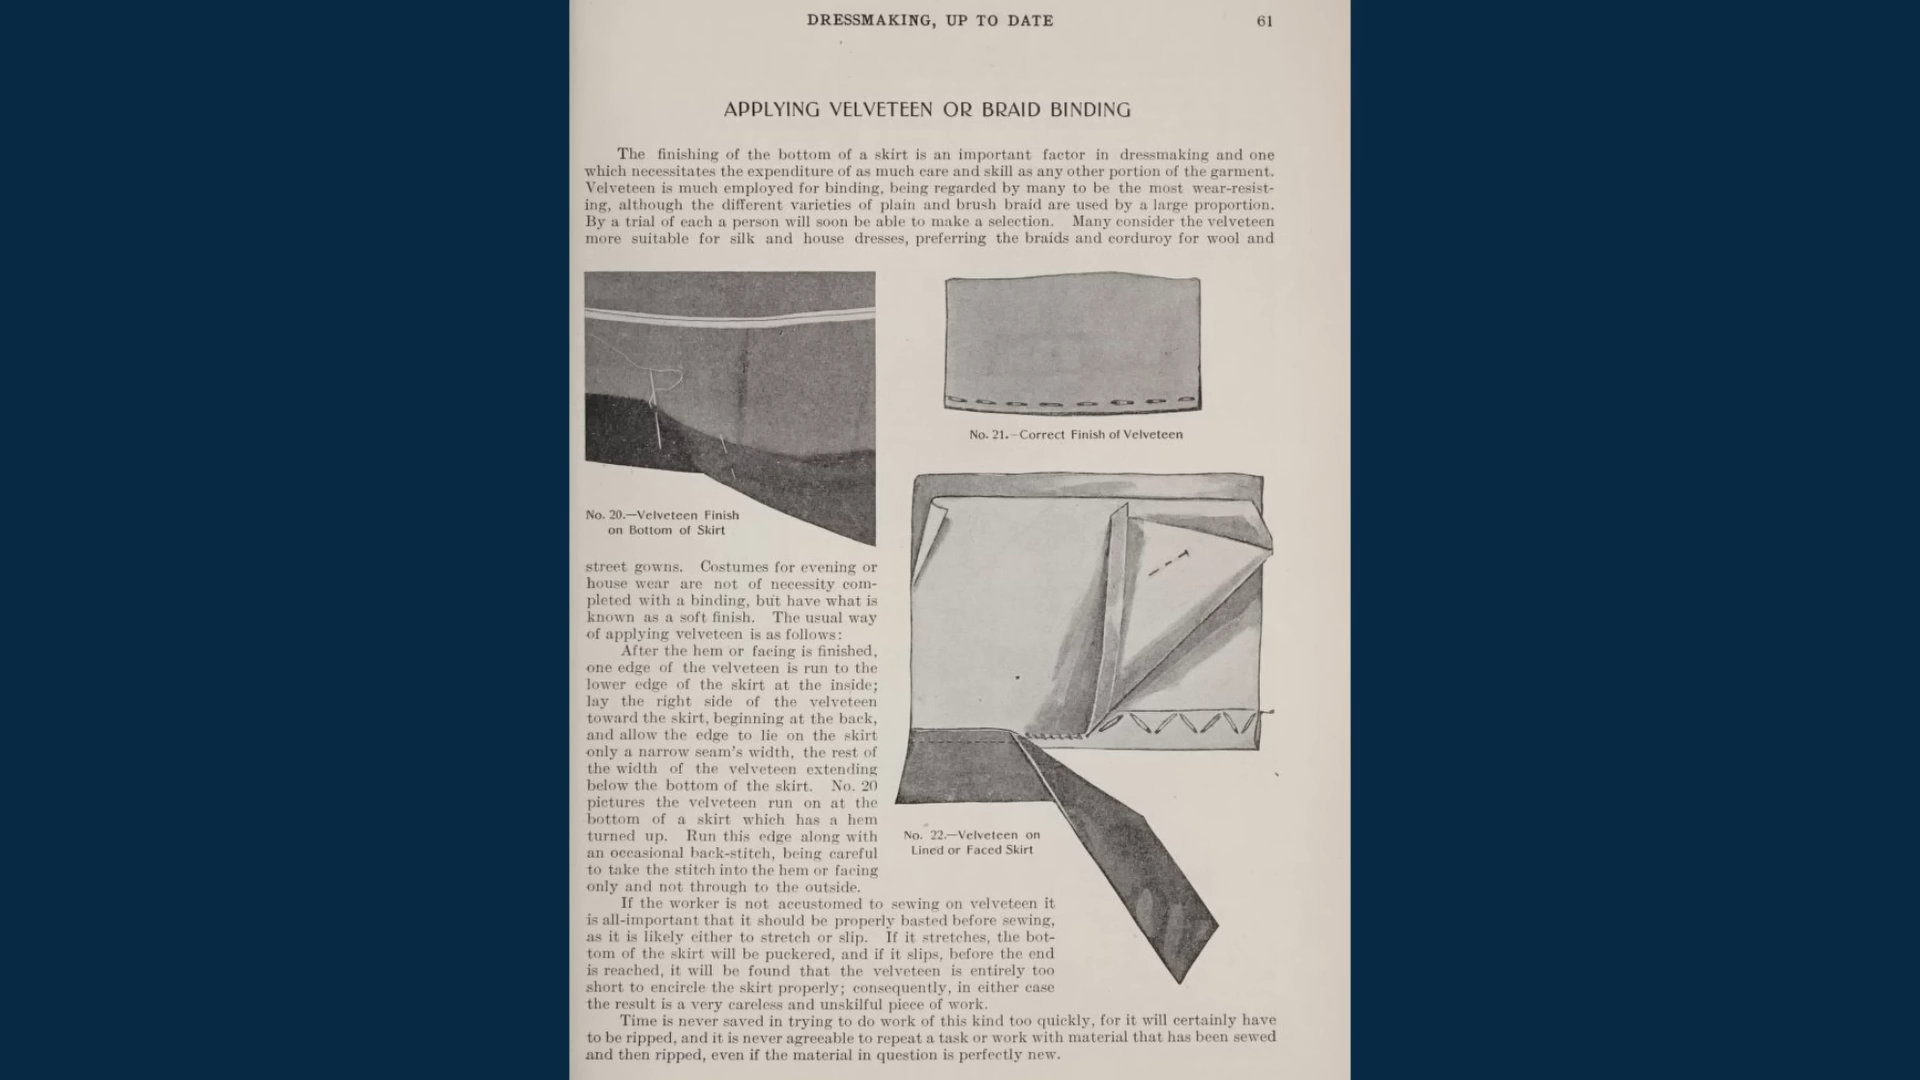 DRESSMAKING, UP TO DATE 61
APPLYING VELVETEEN OR BRAID BINDING
The finishing of the bottom of a skirt is an important factor in dressmaking and one
which necessitates the expenditure of as much care and skill as any other portion of the garment.
Velveteen is much employed for binding, being regarded by many to be the most wear-resist-
ing, although the different varieties of plain and brush braid are used by a large proportion.
By a trial of each a person will soon be able to make a selection. Many consider the velveteen
more suitable for silk and house dresses, preferring the braids and corduroy for wool and
No. 20.—Velveteen Finish
on Bottom of Skirt
No. 21.—Correct Finish of Velveteen
street gowns. Costumes for evening or
house wear are not of necessity com-
pleted with a binding, but have what is
known as a soft finish. The usual way
of applying velveteen is as follows:
After the hem or facing is finished,
one edge of the velveteen is run to the
lower edge of the skirt at the inside;
lay the right side of the velveteen
toward the skirt, beginning at the back,
and allow the edge to lie on the skirt
only a narrow seam's width, the rest of
the width of the velveteen extending
below the bottom of the skirt. No. 20
pictures the velveteen run on at the
bottom of a skirt which has a hem
turned up. Run this edge along with
an occasional back-stitch, being careful
to take the stitch into the hem or facing
only and not through to the outside.
No. 22.—Velveteen on
Lined or Faced Skirt
If the worker is not accustomed to sewing on velveteen it
is all-important that it should be properly basted before sewing,
as it is likely either to stretch or slip. If it stretches, the bot-
tom of the skirt will be puckered, and if it slips, before the end
is reached, it will be found that the velveteen is entirely too
short to encircle the skirt properly; consequently, in either case
the result is a very careless and unskilful piece of work.
Time is never saved in trying to do work of this kind too quickly, for it will certainly have
to be ripped, and it is never agreeable to repeat a task or work with material that has been sewed
and then ripped, even if the material in question is perfectly new.